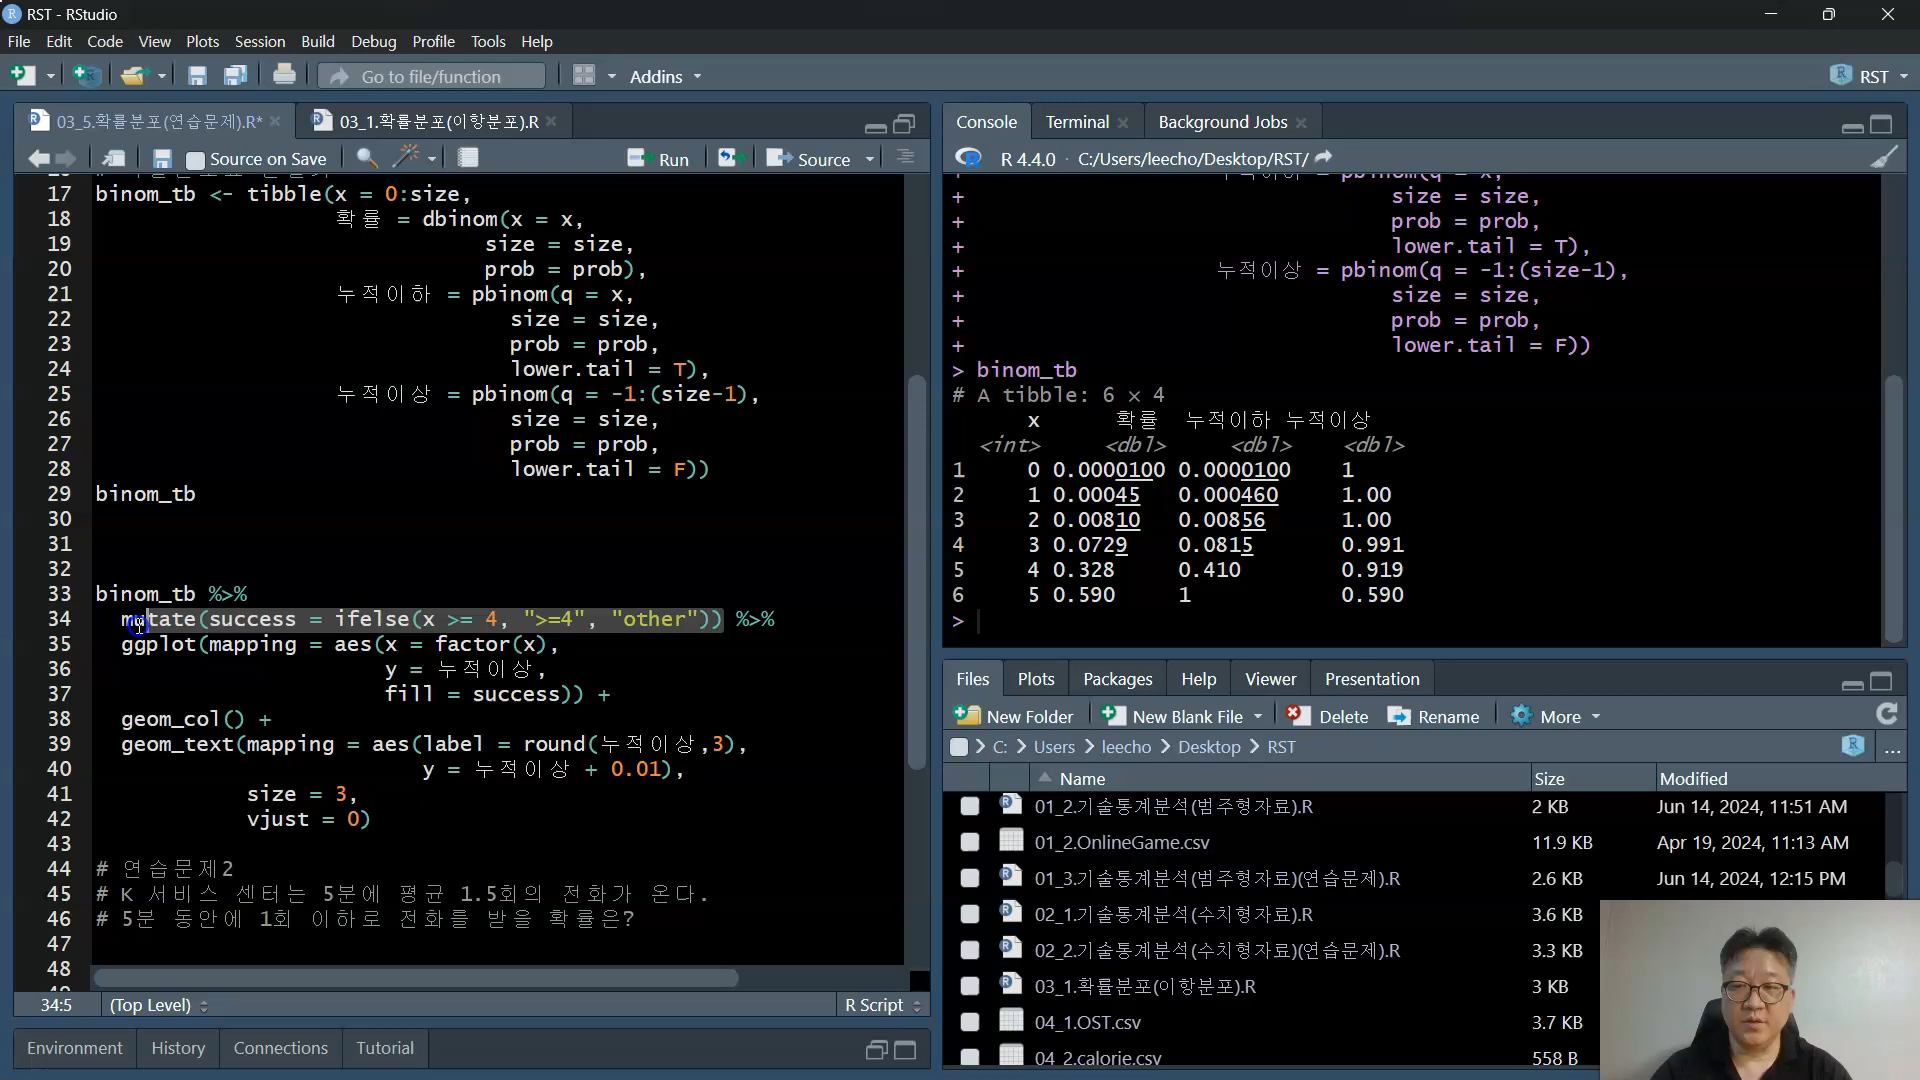 RST - RStudio
File Edit Code View Plots Session Build Debug Profile Tools Help
Go to file/function Addins RST
03_5.확률분포(연습문제).R* 03_1.확률분포(이항분포).R
Source on Save Run Source
17 binom_tb <- tibble(x = 0:size,
18 확률 = dbinom(x = x,
19 size = size,
20 prob = prob),
21 누적이하 = pbinom(q = x,
22 size = size,
23 prob = prob,
24 lower.tail = T),
25 누적이상 = pbinom(q = -1:(size-1),
26 size = size,
27 prob = prob,
28 lower.tail = F))
29 binom_tb
30
31
32
33 binom_tb %>%
34 mutate(success = ifelse(x >= 4, ">=4", "other")) %>%
35 ggplot(mapping = aes(x = factor(x),
36 y = 누적이상,
37 fill = success)) +
38 geom_col() +
39 geom_text(mapping = aes(label = round(누적이상,3),
40 y = 누적이상 + 0.01),
41 size = 3,
42 vjust = 0)
43
44 # 연습문제2
45 # K 서비스 센터는 5분에 평균 1.5회의 전화가 온다.
46 # 5분 동안에 1회 이하로 전화를 받을 확률은?
47
48
34:5 (Top Level) R Script
Environment History Connections Tutorial
Console Terminal Background Jobs
R 4.4.0 · C:/Users/leecho/Desktop/RST/
+ 누적이하 = pbinom(q = x,
+ size = size,
+ prob = prob,
+ lower.tail = T),
+ 누적이상 = pbinom(q = -1:(size-1),
+ size = size,
+ prob = prob,
+ lower.tail = F))
> binom_tb
# A tibble: 6 × 4
x 확률 누적이하 누적이상
<int> <dbl> <dbl> <dbl>
1 0 0.0000100 0.0000100 1
2 1 0.00045 0.000460 1.00
3 2 0.00810 0.00856 1.00
4 3 0.0729 0.0815 0.991
5 4 0.328 0.410 0.919
6 5 0.590 1 0.590
>
Files Plots Packages Help Viewer Presentation
New Folder New Blank File Delete Rename More
C: Users leecho Desktop RST ...
Name Size Modified
01_2.기술통계분석(범주형자료).R 2 KB Jun 14, 2024, 11:51 AM
01_2.OnlineGame.csv 11.9 KB Apr 19, 2024, 11:13 AM
01_3.기술통계분석(범주형자료)(연습문제).R 2.6 KB Jun 14, 2024, 12:15 PM
02_1.기술통계분석(수치형자료).R 3.6 KB
02_2.기술통계분석(수치형자료)(연습문제).R 3.3 KB
03_1.확률분포(이항분포).R 3 KB
04_1.OST.csv 3.7 KB
04_2.calorie.csv 558 B